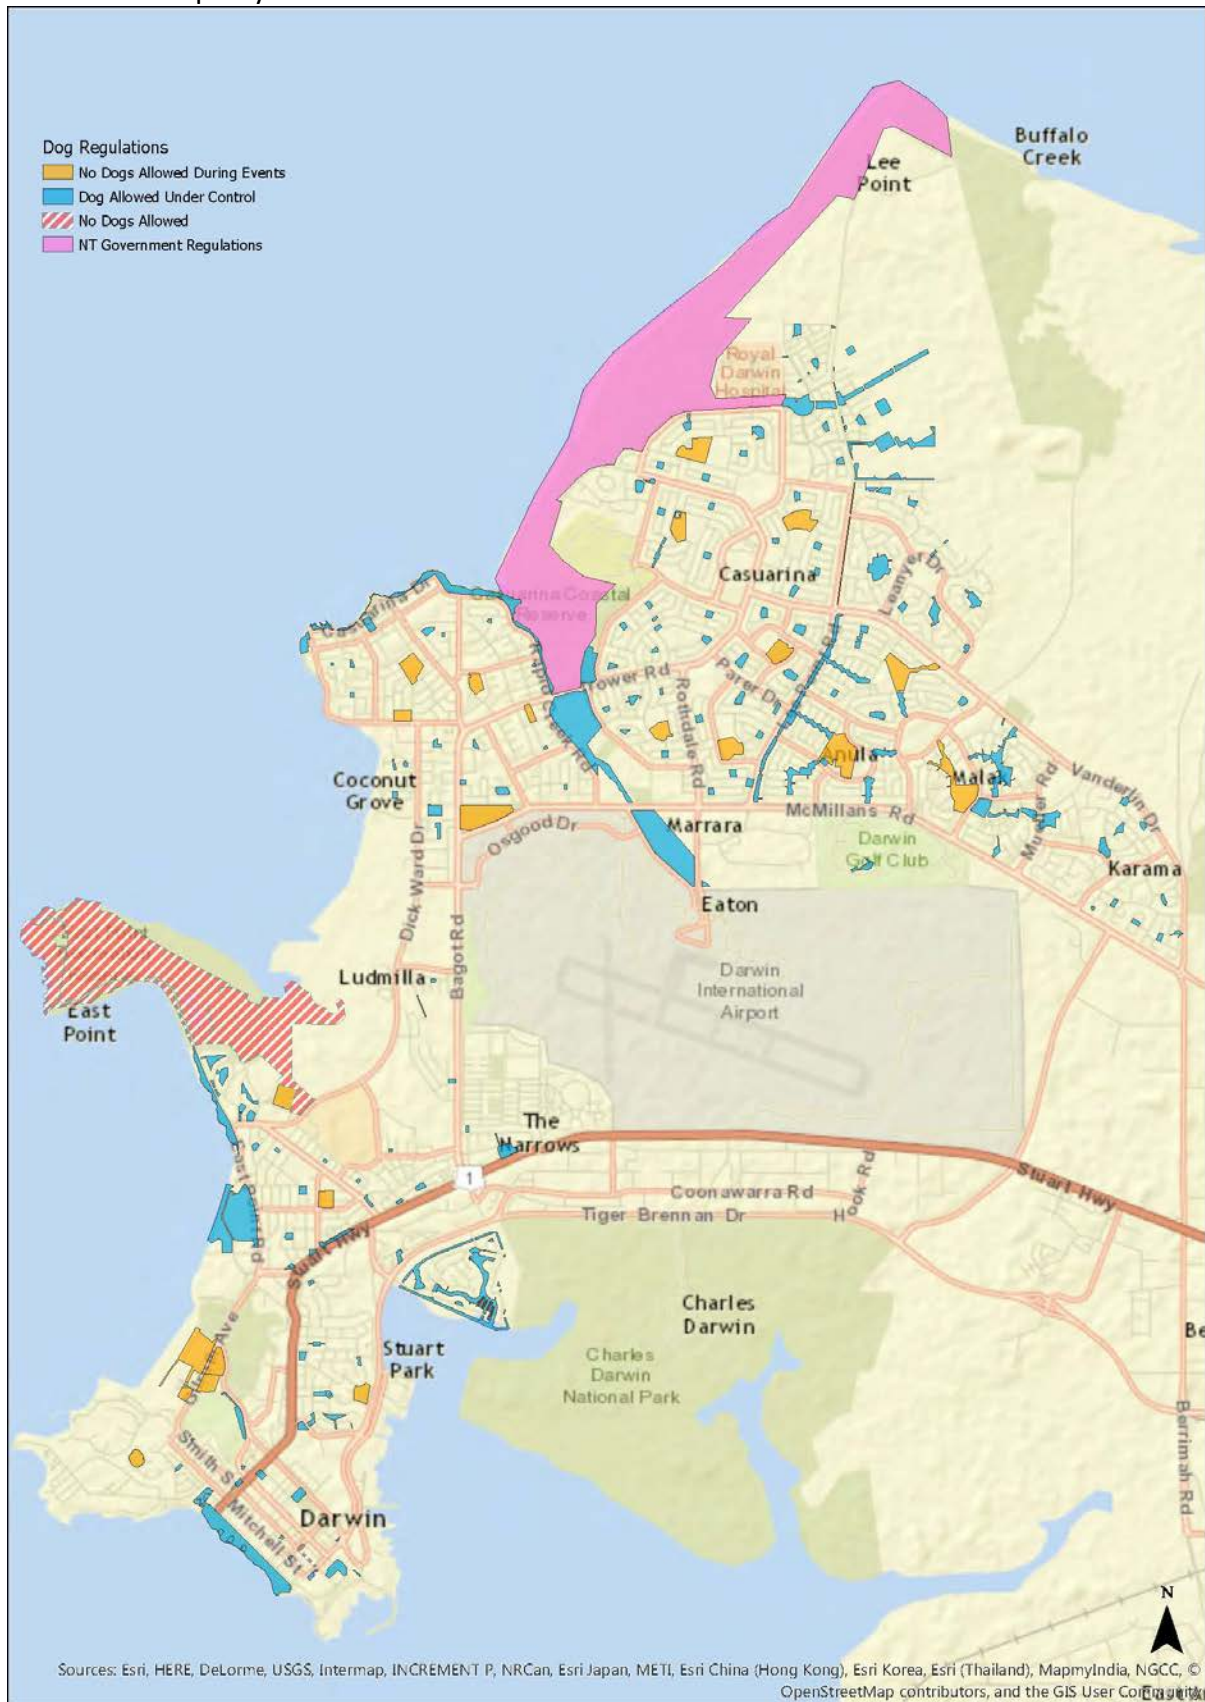 Dog Regulations
No Dogs Allowed During Events
Dog Allowed Under Control
No Dogs Allowed
NT Government Regulations
Buffalo
Creek
Lee
Point
Royal
Darwin
Hospital
Casuarina
Leanyer Dr
Casuarina Dr
Casuarina Coastal
Reserve
Trower Rd
Rothdale Rd
Parer Dr
Anula
Malak
Vanderlin Dr
Coconut
Grove
McMillans Rd
Marrara
Osgood Dr
Darwin
Golf Club
Karama
Dick Ward Dr
Eaton
Bagot Rd
Ludmilla
Darwin
International
Airport
East
Point
The
Narrows
1
Stuart Hwy
Coonawarra Rd
Hook Rd
Tiger Brennan Dr
East Point Rd
Stuart Hwy
Charles
Darwin
Stuart
Park
Charles
Darwin
National Park
Be
Berrimah Rd
Smith S
Mitchell St
Darwin
N
Sources: Esri, HERE, DeLorme, USGS, Intermap, INCREMENT P, NRCan, Esri Japan, METI, Esri China (Hong Kong), Esri Korea, Esri (Thailand), MapmyIndia, NGCC, ©
OpenStreetMap contributors, and the GIS User Community